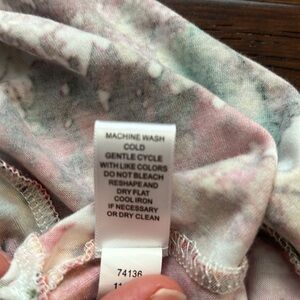 MACHINE WASH
COLD
GENTLE CYCLE
WITH LIKE COLORS
DO NOT BLEACH
RESHAPE AND
DRY FLAT
COOL IRON
IF NECESSARY
OR DRY CLEAN
74136